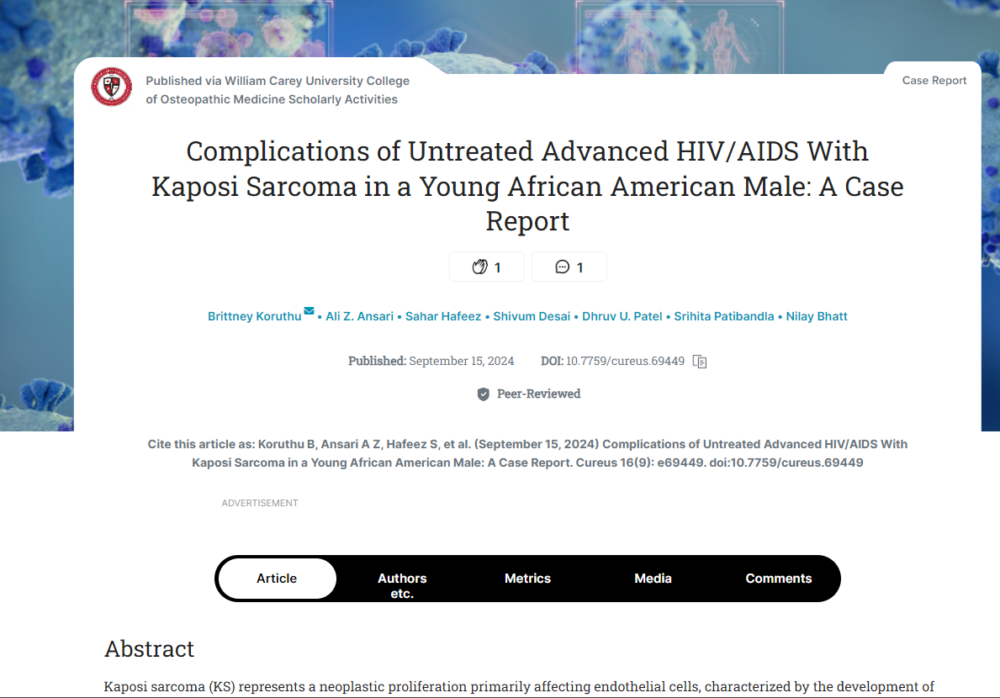 Published via William Carey University College
of Osteopathic Medicine Scholarly Activities
Case Report
Complications of Untreated Advanced HIV/AIDS With
Kaposi Sarcoma in a Young African American Male: A Case
Report
1 1
Brittney Koruthu • Ali Z. Ansari • Sahar Hafeez • Shivum Desai • Dhruv U. Patel • Srihita Patibandla • Nilay Bhatt
Published: September 15, 2024 DOI: 10.7759/cureus.69449
Peer-Reviewed
Cite this article as: Koruthu B, Ansari A Z, Hafeez S, et al. (September 15, 2024) Complications of Untreated Advanced HIV/AIDS With
Kaposi Sarcoma in a Young African American Male: A Case Report. Cureus 16(9): e69449. doi:10.7759/cureus.69449
ADVERTISEMENT
Article Authors Metrics Media Comments
etc.
Abstract
Kaposi sarcoma (KS) represents a neoplastic proliferation primarily affecting endothelial cells, characterized by the development of